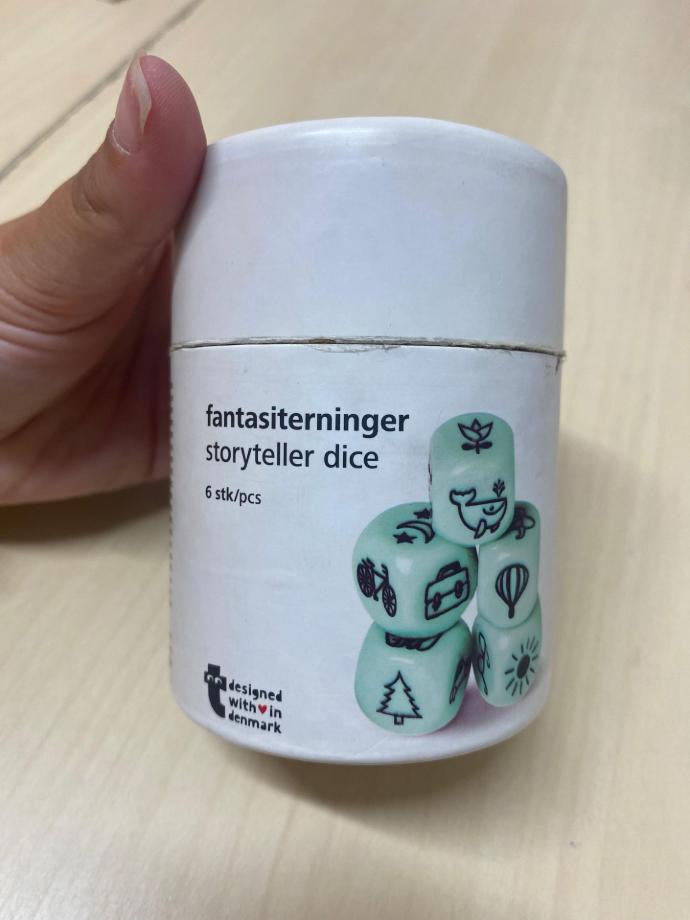 fantasiterninger
storyteller dice
6 stk/pcs
designed
with♥in
denmark